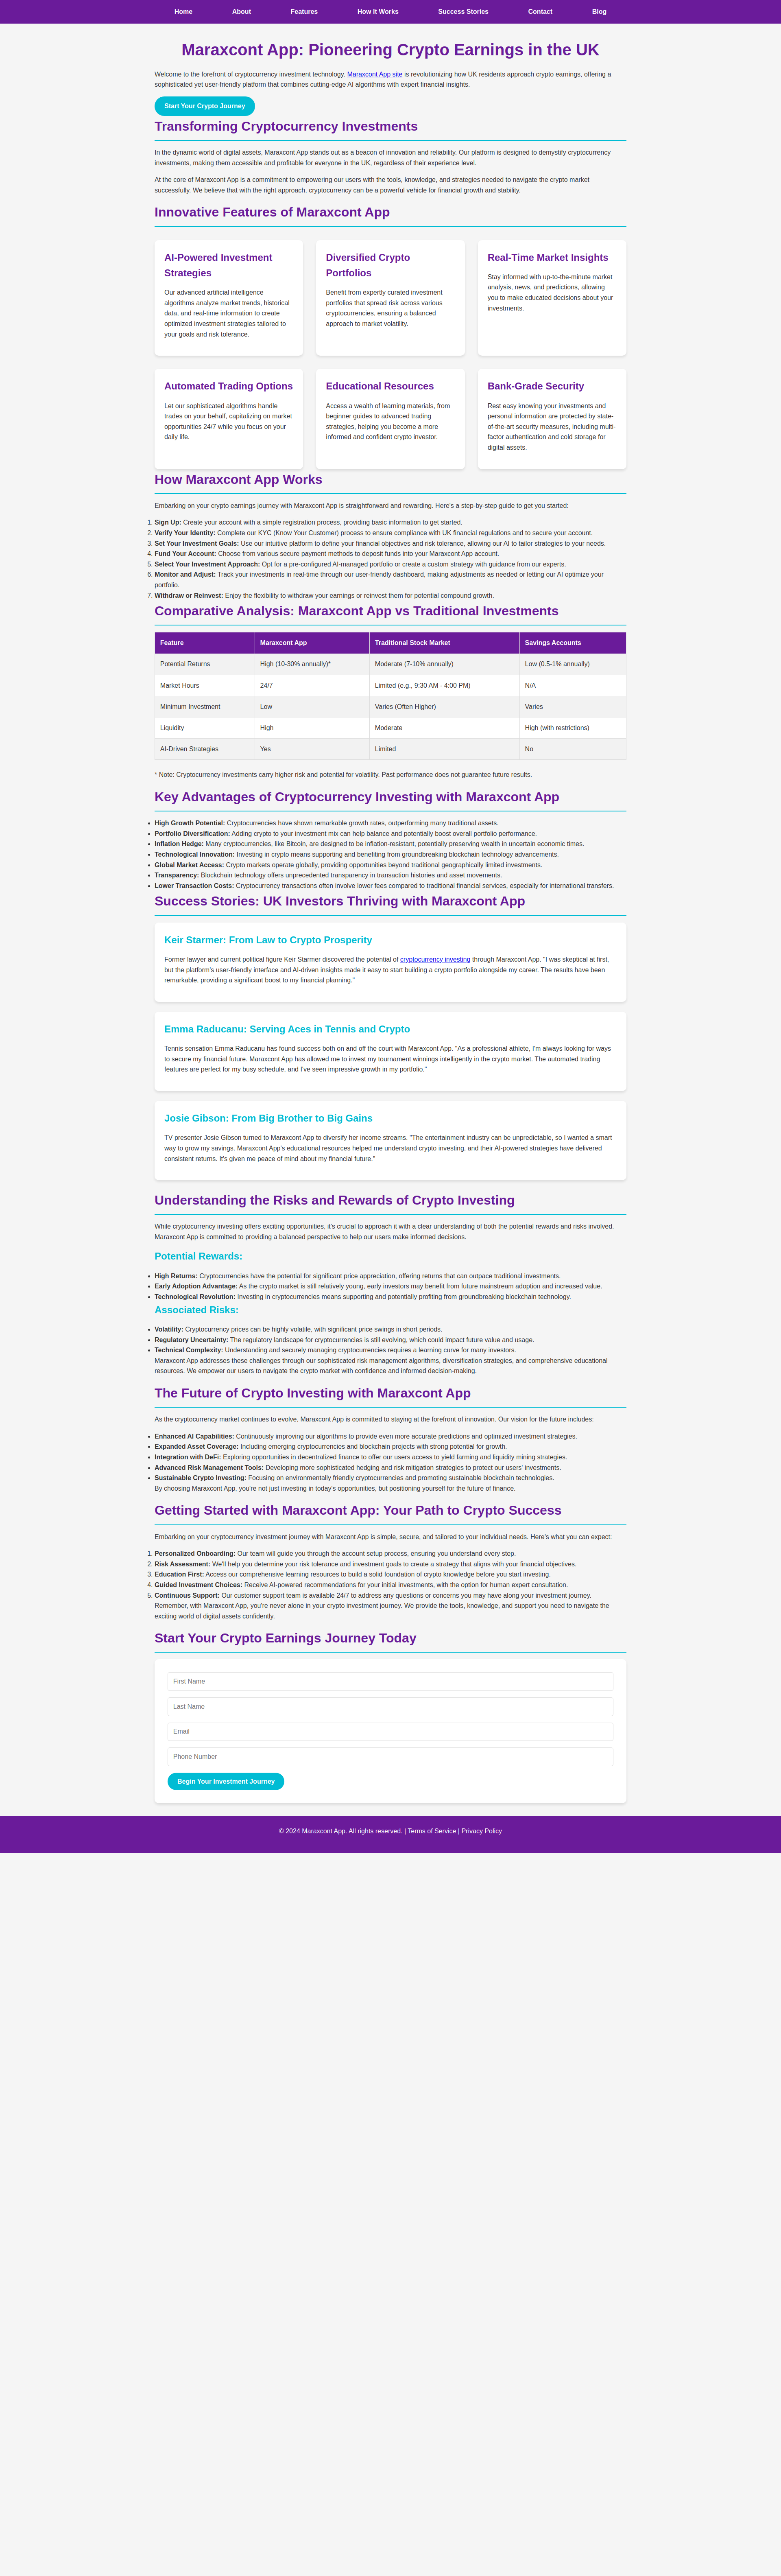 Home About Features How It Works Success Stories Contact Blog
Maraxcont App: Pioneering Crypto Earnings in the UK
Welcome to the forefront of cryptocurrency investment technology. Maraxcont App site is revolutionizing how UK residents approach crypto earnings, offering a
sophisticated yet user-friendly platform that combines cutting-edge AI algorithms with expert financial insights.
Start Your Crypto Journey
Transforming Cryptocurrency Investments
In the dynamic world of digital assets, Maraxcont App stands out as a beacon of innovation and reliability. Our platform is designed to demystify cryptocurrency
investments, making them accessible and profitable for everyone in the UK, regardless of their experience level.
At the core of Maraxcont App is a commitment to empowering our users with the tools, knowledge, and strategies needed to navigate the crypto market
successfully. We believe that with the right approach, cryptocurrency can be a powerful vehicle for financial growth and stability.
Innovative Features of Maraxcont App
AI-Powered Investment
Strategies
Our advanced artificial intelligence
algorithms analyze market trends, historical
data, and real-time information to create
optimized investment strategies tailored to
your goals and risk tolerance.
Diversified Crypto
Portfolios
Benefit from expertly curated investment
portfolios that spread risk across various
cryptocurrencies, ensuring a balanced
approach to market volatility.
Real-Time Market Insights
Stay informed with up-to-the-minute market
analysis, news, and predictions, allowing
you to make educated decisions about your
investments.
Automated Trading Options
Let our sophisticated algorithms handle
trades on your behalf, capitalizing on market
opportunities 24/7 while you focus on your
daily life.
Educational Resources
Access a wealth of learning materials, from
beginner guides to advanced trading
strategies, helping you become a more
informed and confident crypto investor.
Bank-Grade Security
Rest easy knowing your investments and
personal information are protected by state-
of-the-art security measures, including multi-
factor authentication and cold storage for
digital assets.
How Maraxcont App Works
Embarking on your crypto earnings journey with Maraxcont App is straightforward and rewarding. Here's a step-by-step guide to get you started:
1. Sign Up: Create your account with a simple registration process, providing basic information to get started.
2. Verify Your Identity: Complete our KYC (Know Your Customer) process to ensure compliance with UK financial regulations and to secure your account.
3. Set Your Investment Goals: Use our intuitive platform to define your financial objectives and risk tolerance, allowing our AI to tailor strategies to your needs.
4. Fund Your Account: Choose from various secure payment methods to deposit funds into your Maraxcont App account.
5. Select Your Investment Approach: Opt for a pre-configured AI-managed portfolio or create a custom strategy with guidance from our experts.
6. Monitor and Adjust: Track your investments in real-time through our user-friendly dashboard, making adjustments as needed or letting our AI optimize your
portfolio.
7. Withdraw or Reinvest: Enjoy the flexibility to withdraw your earnings or reinvest them for potential compound growth.
Comparative Analysis: Maraxcont App vs Traditional Investments
Feature Maraxcont App Traditional Stock Market Savings Accounts
Potential Returns High (10-30% annually)* Moderate (7-10% annually) Low (0.5-1% annually)
Market Hours 24/7 Limited (e.g., 9:30 AM - 4:00 PM) N/A
Minimum Investment Low Varies (Often Higher) Varies
Liquidity High Moderate High (with restrictions)
AI-Driven Strategies Yes Limited No
* Note: Cryptocurrency investments carry higher risk and potential for volatility. Past performance does not guarantee future results.
Key Advantages of Cryptocurrency Investing with Maraxcont App
• High Growth Potential: Cryptocurrencies have shown remarkable growth rates, outperforming many traditional assets.
• Portfolio Diversification: Adding crypto to your investment mix can help balance and potentially boost overall portfolio performance.
• Inflation Hedge: Many cryptocurrencies, like Bitcoin, are designed to be inflation-resistant, potentially preserving wealth in uncertain economic times.
• Technological Innovation: Investing in crypto means supporting and benefiting from groundbreaking blockchain technology advancements.
• Global Market Access: Crypto markets operate globally, providing opportunities beyond traditional geographically limited investments.
• Transparency: Blockchain technology offers unprecedented transparency in transaction histories and asset movements.
• Lower Transaction Costs: Cryptocurrency transactions often involve lower fees compared to traditional financial services, especially for international transfers.
Success Stories: UK Investors Thriving with Maraxcont App
Keir Starmer: From Law to Crypto Prosperity
Former lawyer and current political figure Keir Starmer discovered the potential of cryptocurrency investing through Maraxcont App. "I was skeptical at first,
but the platform's user-friendly interface and AI-driven insights made it easy to start building a crypto portfolio alongside my career. The results have been
remarkable, providing a significant boost to my financial planning."
Emma Raducanu: Serving Aces in Tennis and Crypto
Tennis sensation Emma Raducanu has found success both on and off the court with Maraxcont App. "As a professional athlete, I'm always looking for ways
to secure my financial future. Maraxcont App has allowed me to invest my tournament winnings intelligently in the crypto market. The automated trading
features are perfect for my busy schedule, and I've seen impressive growth in my portfolio."
Josie Gibson: From Big Brother to Big Gains
TV presenter Josie Gibson turned to Maraxcont App to diversify her income streams. "The entertainment industry can be unpredictable, so I wanted a smart
way to grow my savings. Maraxcont App's educational resources helped me understand crypto investing, and their AI-powered strategies have delivered
consistent returns. It's given me peace of mind about my financial future."
Understanding the Risks and Rewards of Crypto Investing
While cryptocurrency investing offers exciting opportunities, it's crucial to approach it with a clear understanding of both the potential rewards and risks involved.
Maraxcont App is committed to providing a balanced perspective to help our users make informed decisions.
Potential Rewards:
• High Returns: Cryptocurrencies have the potential for significant price appreciation, offering returns that can outpace traditional investments.
• Early Adoption Advantage: As the crypto market is still relatively young, early investors may benefit from future mainstream adoption and increased value.
• Technological Revolution: Investing in cryptocurrencies means supporting and potentially profiting from groundbreaking blockchain technology.
Associated Risks:
• Volatility: Cryptocurrency prices can be highly volatile, with significant price swings in short periods.
• Regulatory Uncertainty: The regulatory landscape for cryptocurrencies is still evolving, which could impact future value and usage.
• Technical Complexity: Understanding and securely managing cryptocurrencies requires a learning curve for many investors.
Maraxcont App addresses these challenges through our sophisticated risk management algorithms, diversification strategies, and comprehensive educational
resources. We empower our users to navigate the crypto market with confidence and informed decision-making.
The Future of Crypto Investing with Maraxcont App
As the cryptocurrency market continues to evolve, Maraxcont App is committed to staying at the forefront of innovation. Our vision for the future includes:
• Enhanced AI Capabilities: Continuously improving our algorithms to provide even more accurate predictions and optimized investment strategies.
• Expanded Asset Coverage: Including emerging cryptocurrencies and blockchain projects with strong potential for growth.
• Integration with DeFi: Exploring opportunities in decentralized finance to offer our users access to yield farming and liquidity mining strategies.
• Advanced Risk Management Tools: Developing more sophisticated hedging and risk mitigation strategies to protect our users' investments.
• Sustainable Crypto Investing: Focusing on environmentally friendly cryptocurrencies and promoting sustainable blockchain technologies.
By choosing Maraxcont App, you're not just investing in today's opportunities, but positioning yourself for the future of finance.
Getting Started with Maraxcont App: Your Path to Crypto Success
Embarking on your cryptocurrency investment journey with Maraxcont App is simple, secure, and tailored to your individual needs. Here's what you can expect:
1. Personalized Onboarding: Our team will guide you through the account setup process, ensuring you understand every step.
2. Risk Assessment: We'll help you determine your risk tolerance and investment goals to create a strategy that aligns with your financial objectives.
3. Education First: Access our comprehensive learning resources to build a solid foundation of crypto knowledge before you start investing.
4. Guided Investment Choices: Receive AI-powered recommendations for your initial investments, with the option for human expert consultation.
5. Continuous Support: Our customer support team is available 24/7 to address any questions or concerns you may have along your investment journey.
Remember, with Maraxcont App, you're never alone in your crypto investment journey. We provide the tools, knowledge, and support you need to navigate the
exciting world of digital assets confidently.
Start Your Crypto Earnings Journey Today
First Name
Last Name
Email
Phone Number
Begin Your Investment Journey
© 2024 Maraxcont App. All rights reserved. | Terms of Service | Privacy Policy